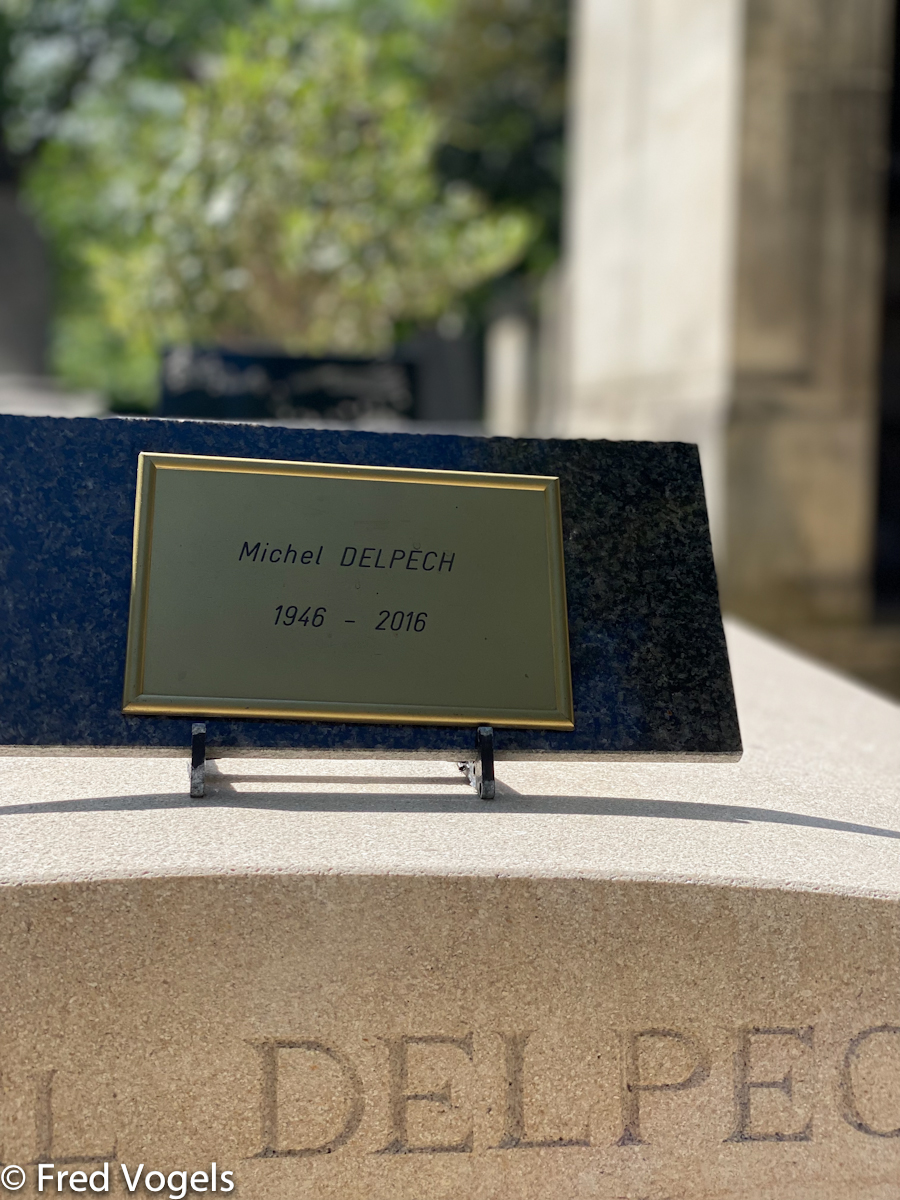 Michel DELPECH
1946 - 2016
L DELPEC
© Fred Vogels